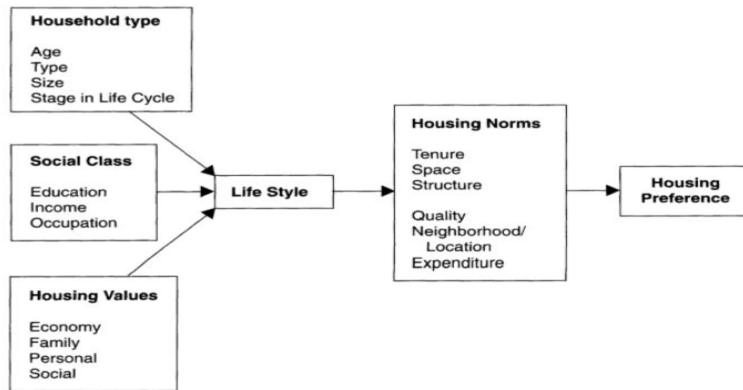 Household type
Age
Type
Size
Stage in Life Cycle
Social Class
Education
Income
Occupation
Housing Values
Economy
Family
Personal
Social
Life Style
Housing Norms
Tenure
Space
Structure
Quality
Neighborhood/
Location
Expenditure
Housing
Preference